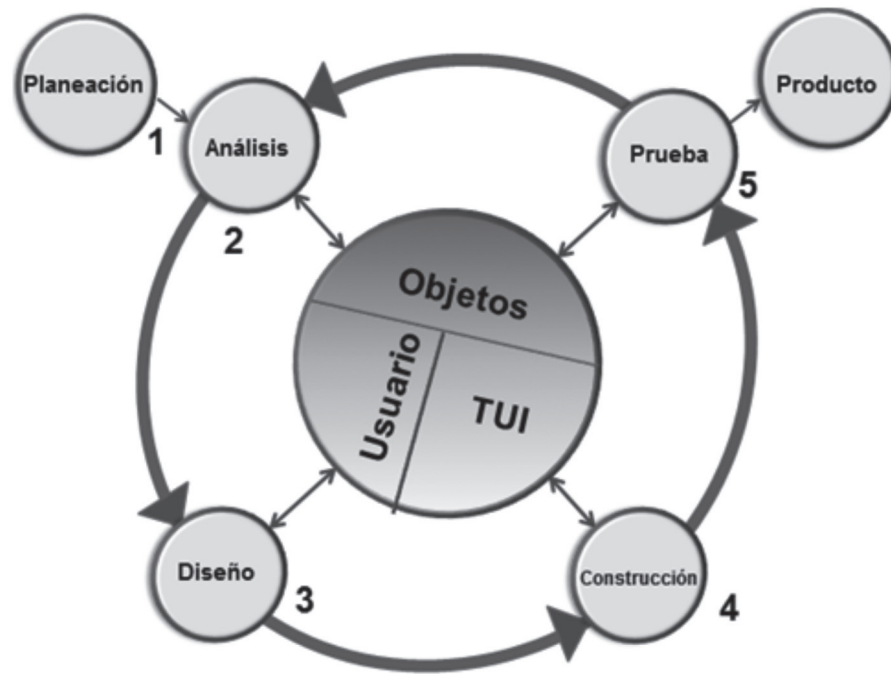 Planeación
1
Análisis
2
Prueba
5
Producto
Objetos
Usuario
TUI
Diseño
3
Construcción
4